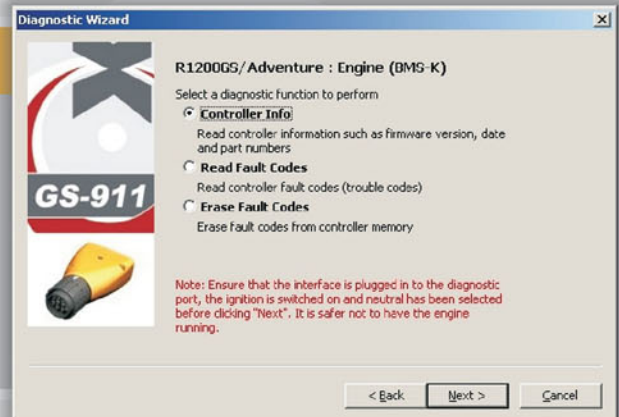 Diagnostic Wizard
R1200GS/Adventure : Engine (BMS-K)
Select a diagnostic function to perform
Controller Info
Read controller information such as firmware version, date
and part numbers
Read Fault Codes
Read controller fault codes (trouble codes)
Erase Fault Codes
Erase fault codes from controller memory
GS-911
Note: Ensure that the interface is plugged in to the diagnostic
port, the ignition is switched on and neutral has been selected
before clicking "Next". It is safer not to have the engine
running.
< Back
Next >
Cancel